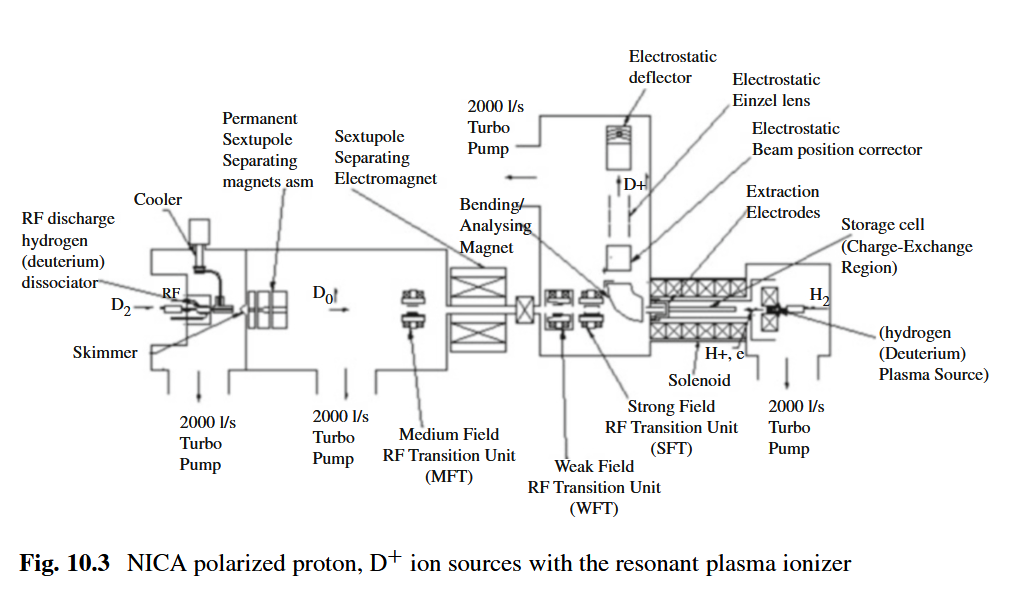 Electrostatic
deflector
Electrostatic
Einzel lens
2000 l/s
Turbo
Pump
Permanent
Sextupole
Separating
magnets asm
Sextupole
Separating
Electromagnet
Electrostatic
Beam position corrector
D+
Extraction
Electrodes
Cooler
Bending/
Analysing
Magnet
RF discharge
hydrogen
(deuterium)
dissociator
Storage cell
(Charge-Exchange
Region)
RF
D2
D0
H2
Skimmer
H+, e
(hydrogen
(Deuterium)
Plasma Source)
Solenoid
2000 l/s
Turbo
Pump
2000 l/s
Turbo
Pump
Medium Field
RF Transition Unit
(MFT)
Strong Field
RF Transition Unit
(SFT)
2000 l/s
Turbo
Pump
Weak Field
RF Transition Unit
(WFT)
Fig. 10.3 NICA polarized proton, D+ ion sources with the resonant plasma ionizer